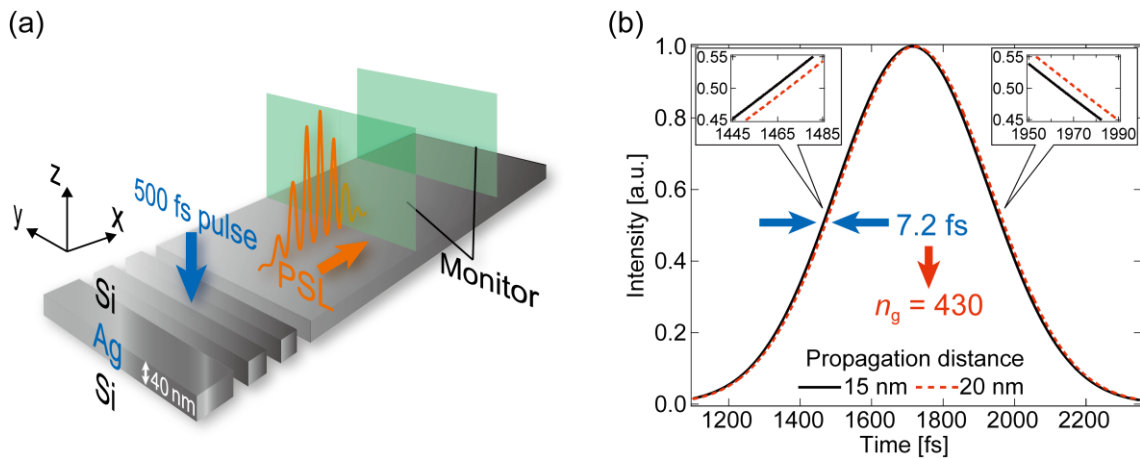 (a)
z
y
x
500 fs pulse
PSL
Monitor
Si
Ag
Si
40 nm
(b)
Intensity [a.u.]
1.0
0.8
0.6
0.4
0.2
0.0
0.55
0.50
0.45
1445 1465 1485
0.55
0.50
0.45
1950 1970 1990
7.2 fs
ng = 430
Propagation distance
15 nm 20 nm
1200 1400 1600 1800 2000 2200
Time [fs]